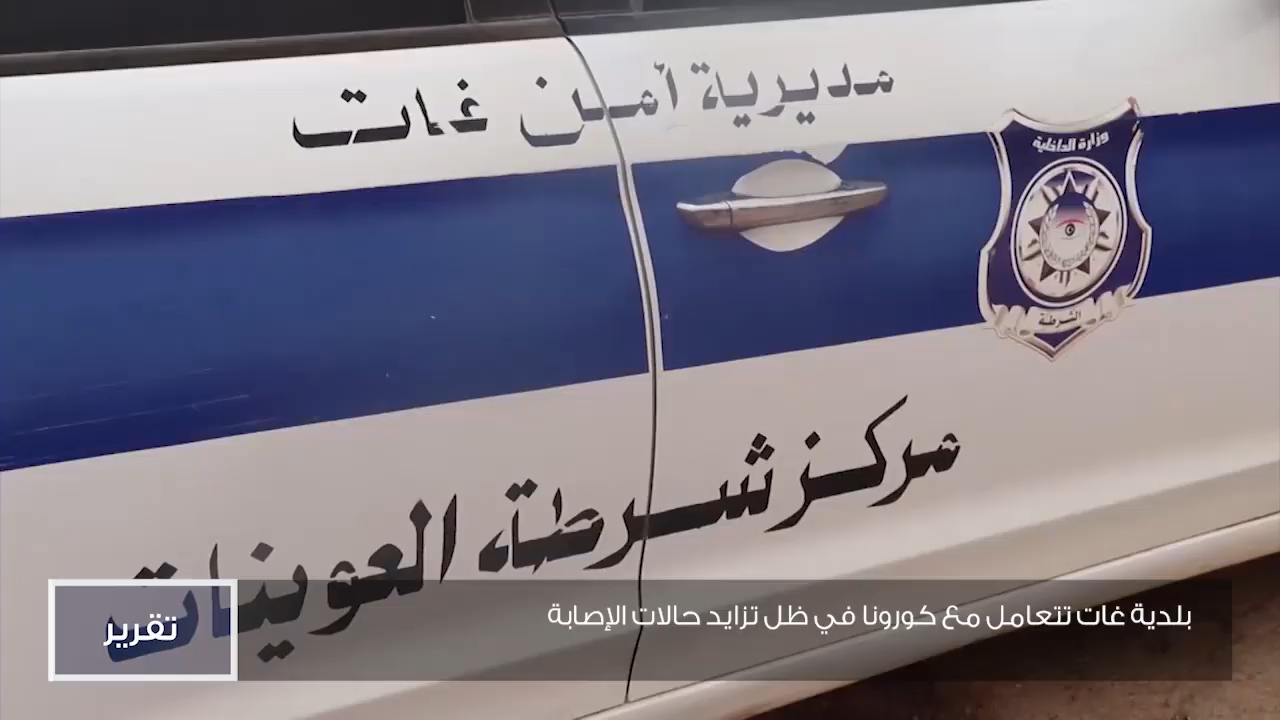 مديرية أمن غات
وزارة الداخلية
الشرطة
مركز شرطة العوينات
بلدية غات تتعامل مع كورونا في ظل تزايد حالات الإصابة
تقرير